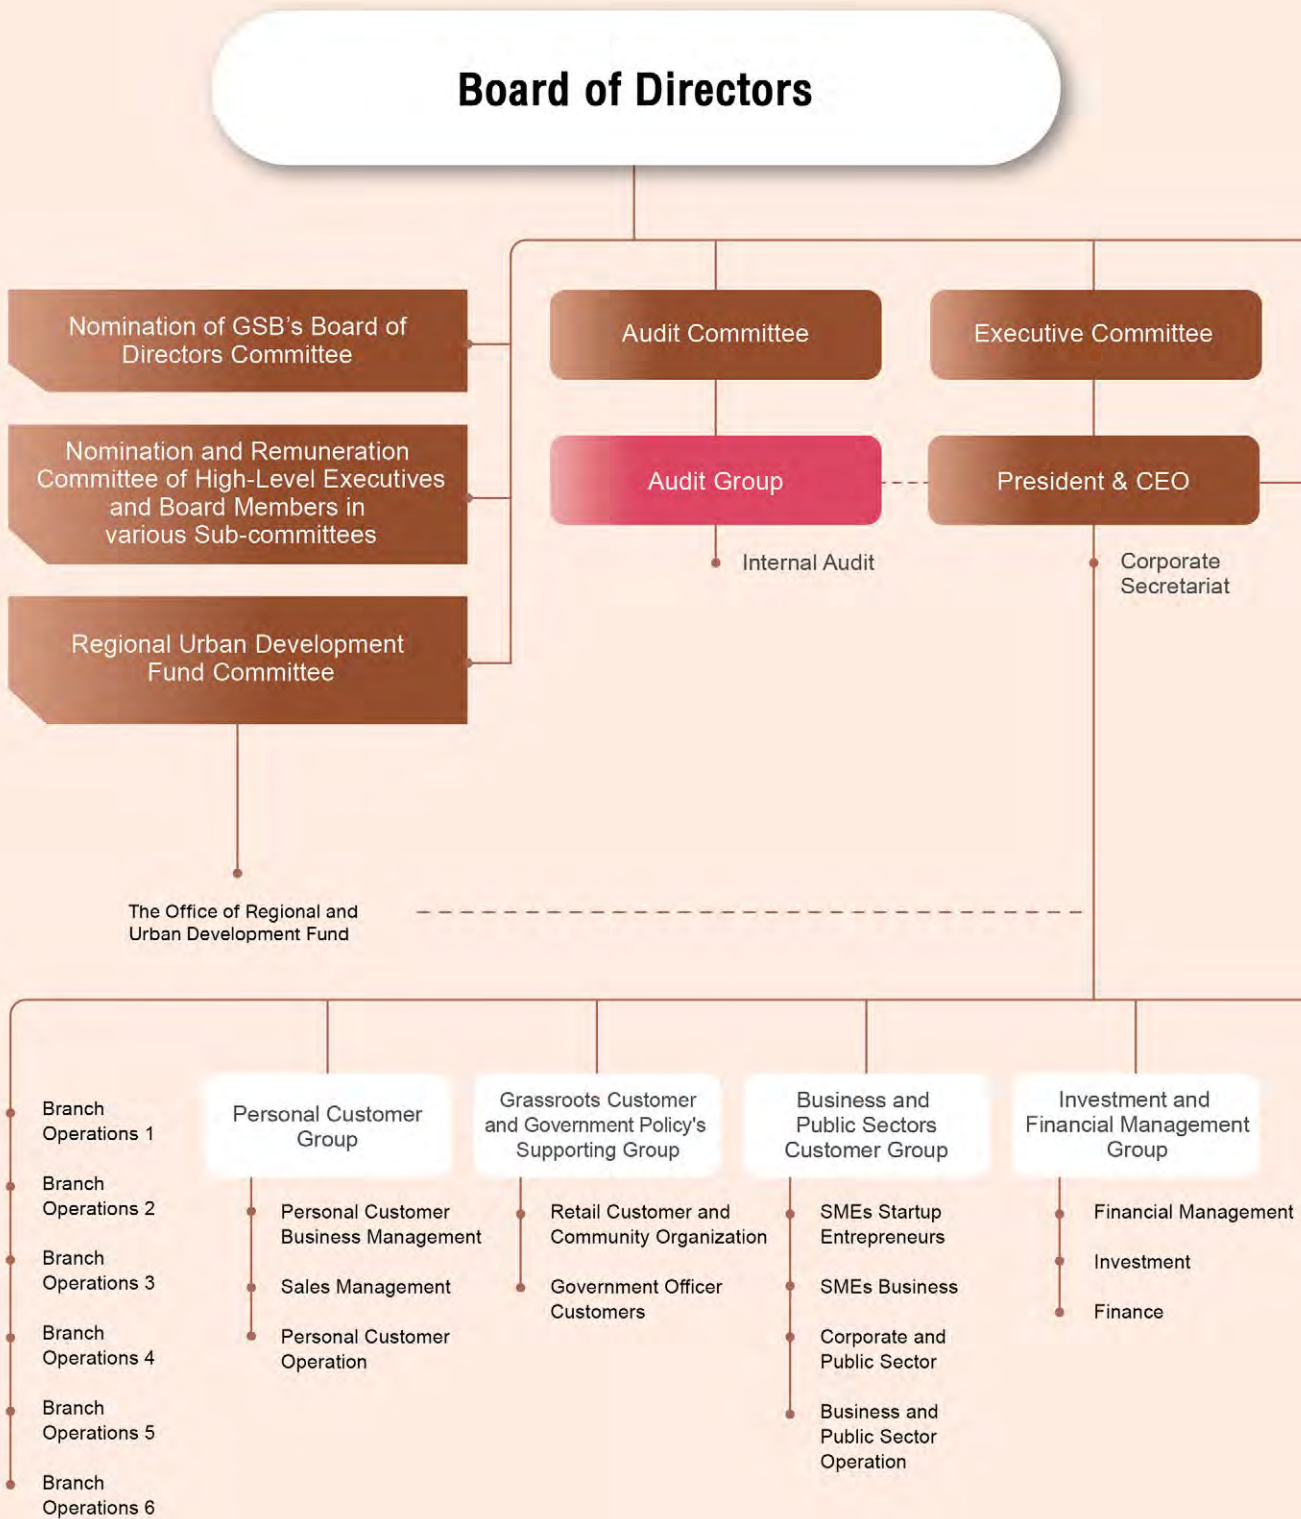 Board of Directors
Nomination of GSB’s Board of
Directors Committee
Audit Committee
Executive Committee
Nomination and Remuneration
Committee of High-Level Executives
and Board Members in
various Sub-committees
Audit Group
President & CEO
Internal Audit
Corporate
Secretariat
Regional Urban Development
Fund Committee
The Office of Regional and
Urban Development Fund
Branch
Operations 1
Branch
Operations 2
Branch
Operations 3
Branch
Operations 4
Branch
Operations 5
Branch
Operations 6
Personal Customer
Group
Personal Customer
Business Management
Sales Management
Personal Customer
Operation
Grassroots Customer
and Government Policy's
Supporting Group
Retail Customer and
Community Organization
Government Officer
Customers
Business and
Public Sectors
Customer Group
SMEs Startup
Entrepreneurs
SMEs Business
Corporate and
Public Sector
Business and
Public Sector
Operation
Investment and
Financial Management
Group
Financial Management
Investment
Finance